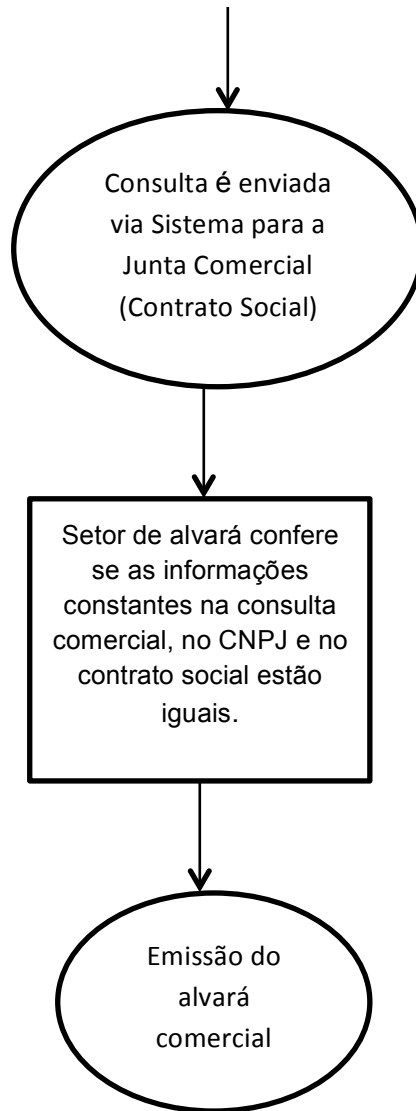 Consulta é enviada
via Sistema para a
Junta Comercial
(Contrato Social)
Setor de alvará confere
se as informações
constantes na consulta
comercial, no CNPJ e no
contrato social estão
iguais.
Emissão do
alvará
comercial